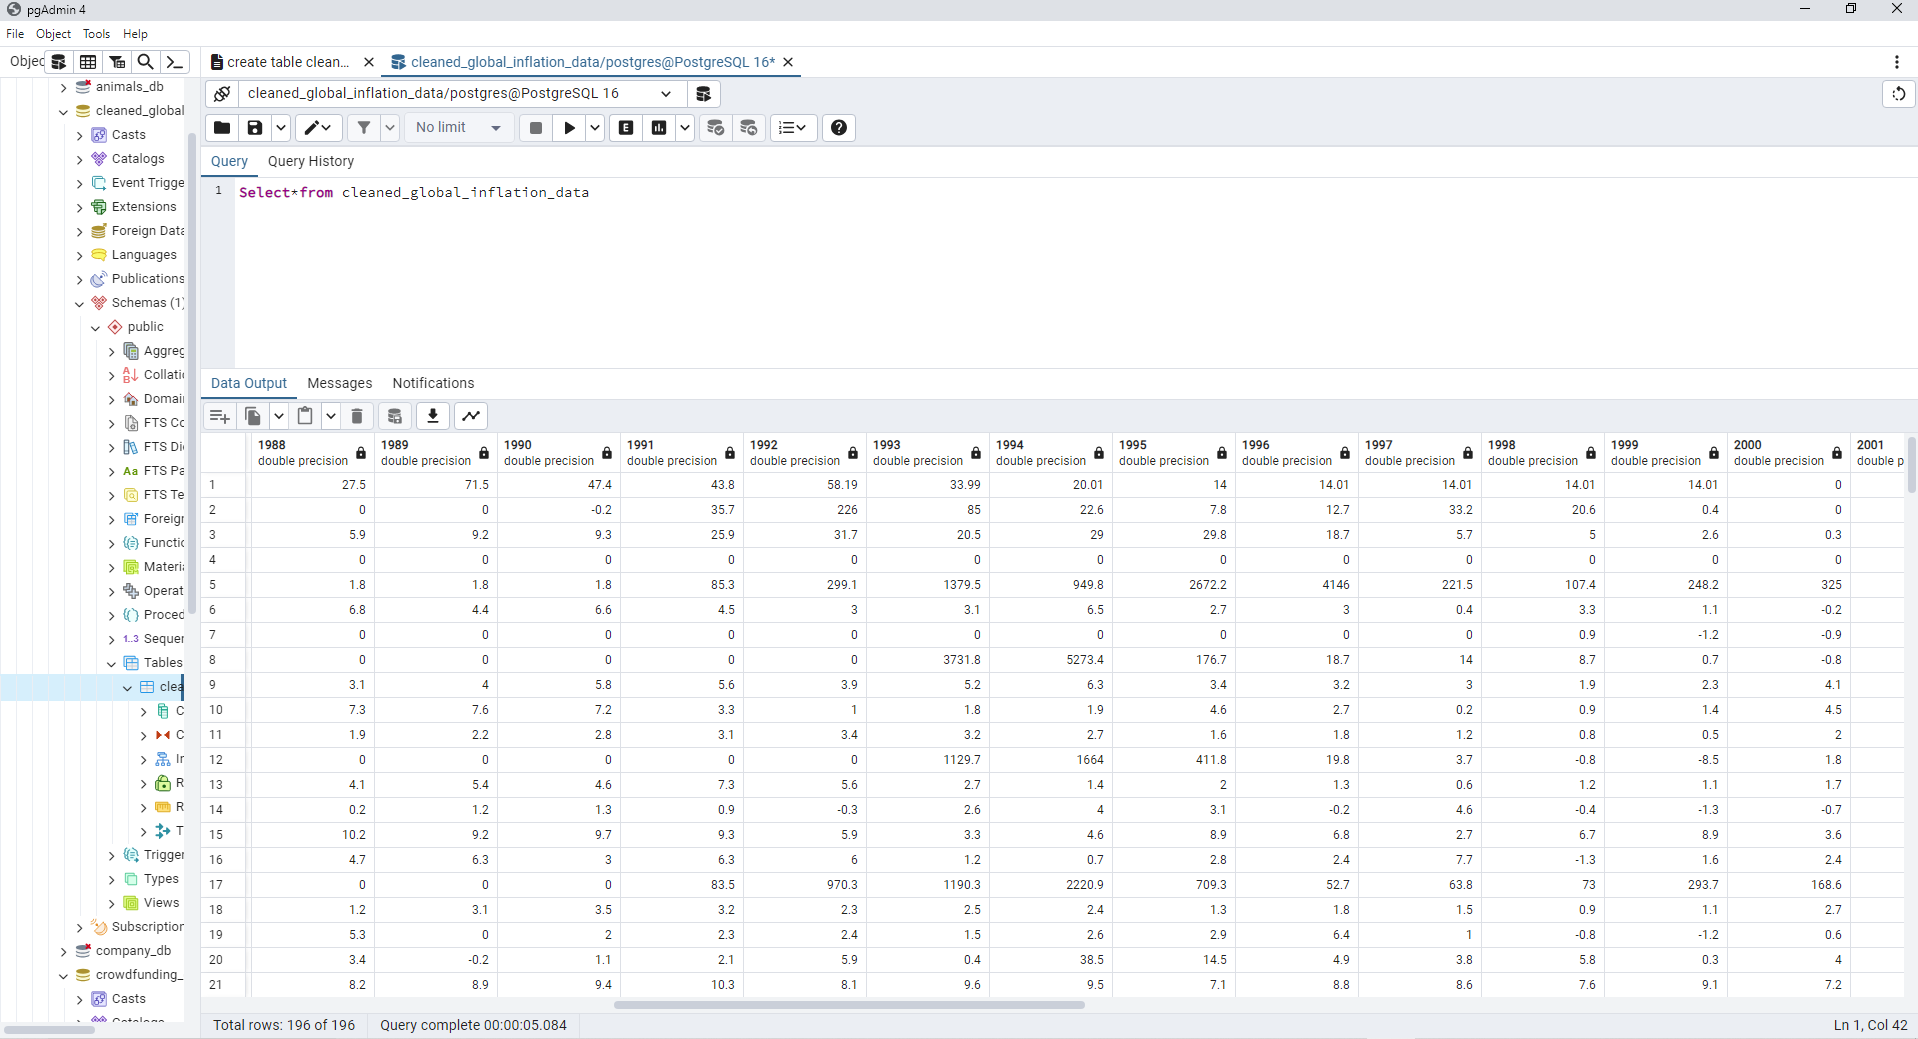 pgAdmin 4
File Object Tools Help
Objec
create table clean...
cleaned_global_inflation_data/postgres@PostgreSQL 16*
animals_db
cleaned_global
Casts
Catalogs
Event Trigge
Extensions
Foreign Data
Languages
Publications
Schemas (1)
public
Aggreg
Collatio
Domai
FTS Co
FTS Di
Aa FTS Pa
FTS Te
Foreign
Functio
Materia
Operat
Proced
1..3 Sequen
Tables
clea
C
C
In
R
R
T
Trigger
Types
Views
Subscription
company_db
crowdfunding_
Casts
Catalogs
cleaned_global_inflation_data/postgres@PostgreSQL 16
No limit
E
Query Query History
1 Select*from cleaned_global_inflation_data
Data Output Messages Notifications
1988 1989 1990 1991 1992 1993 1994 1995 1996 1997 1998 1999 2000 2001
double precision double precision double precision double precision double precision double precision double precision double precision double precision double precision double precision double precision double precision double p
1 27.5 71.5 47.4 43.8 58.19 33.99 20.01 14 14.01 14.01 14.01 14.01 0
2 0 0 -0.2 35.7 226 85 22.6 7.8 12.7 33.2 20.6 0.4 0
3 5.9 9.2 9.3 25.9 31.7 20.5 29 29.8 18.7 5.7 5 2.6 0.3
4 0 0 0 0 0 0 0 0 0 0 0 0 0
5 1.8 1.8 1.8 85.3 299.1 1379.5 949.8 2672.2 4146 221.5 107.4 248.2 325
6 6.8 4.4 6.6 4.5 3 3.1 6.5 2.7 3 0.4 3.3 1.1 -0.2
7 0 0 0 0 0 0 0 0 0 0 0.9 -1.2 -0.9
8 0 0 0 0 0 3731.8 5273.4 176.7 18.7 14 8.7 0.7 -0.8
9 3.1 4 5.8 5.6 3.9 5.2 6.3 3.4 3.2 3 1.9 2.3 4.1
10 7.3 7.6 7.2 3.3 1 1.8 1.9 4.6 2.7 0.2 0.9 1.4 4.5
11 1.9 2.2 2.8 3.1 3.4 3.2 2.7 1.6 1.8 1.2 0.8 0.5 2
12 0 0 0 0 0 1129.7 1664 411.8 19.8 3.7 -0.8 -8.5 1.8
13 4.1 5.4 4.6 7.3 5.6 2.7 1.4 2 1.3 0.6 1.2 1.1 1.7
14 0.2 1.2 1.3 0.9 -0.3 2.6 4 3.1 -0.2 4.6 -0.4 -1.3 -0.7
15 10.2 9.2 9.7 9.3 5.9 3.3 4.6 8.9 6.8 2.7 6.7 8.9 3.6
16 4.7 6.3 3 6.3 6 1.2 0.7 2.8 2.4 7.7 -1.3 1.6 2.4
17 0 0 0 83.5 970.3 1190.3 2220.9 709.3 52.7 63.8 73 293.7 168.6
18 1.2 3.1 3.5 3.2 2.3 2.5 2.4 1.3 1.8 1.5 0.9 1.1 2.7
19 5.3 0 2 2.3 2.4 1.5 2.6 2.9 6.4 1 -0.8 -1.2 0.6
20 3.4 -0.2 1.1 2.1 5.9 0.4 38.5 14.5 4.9 3.8 5.8 0.3 4
21 8.2 8.9 9.4 10.3 8.1 9.6 9.5 7.1 8.8 8.6 7.6 9.1 7.2
Total rows: 196 of 196 Query complete 00:00:05.084 Ln 1, Col 42